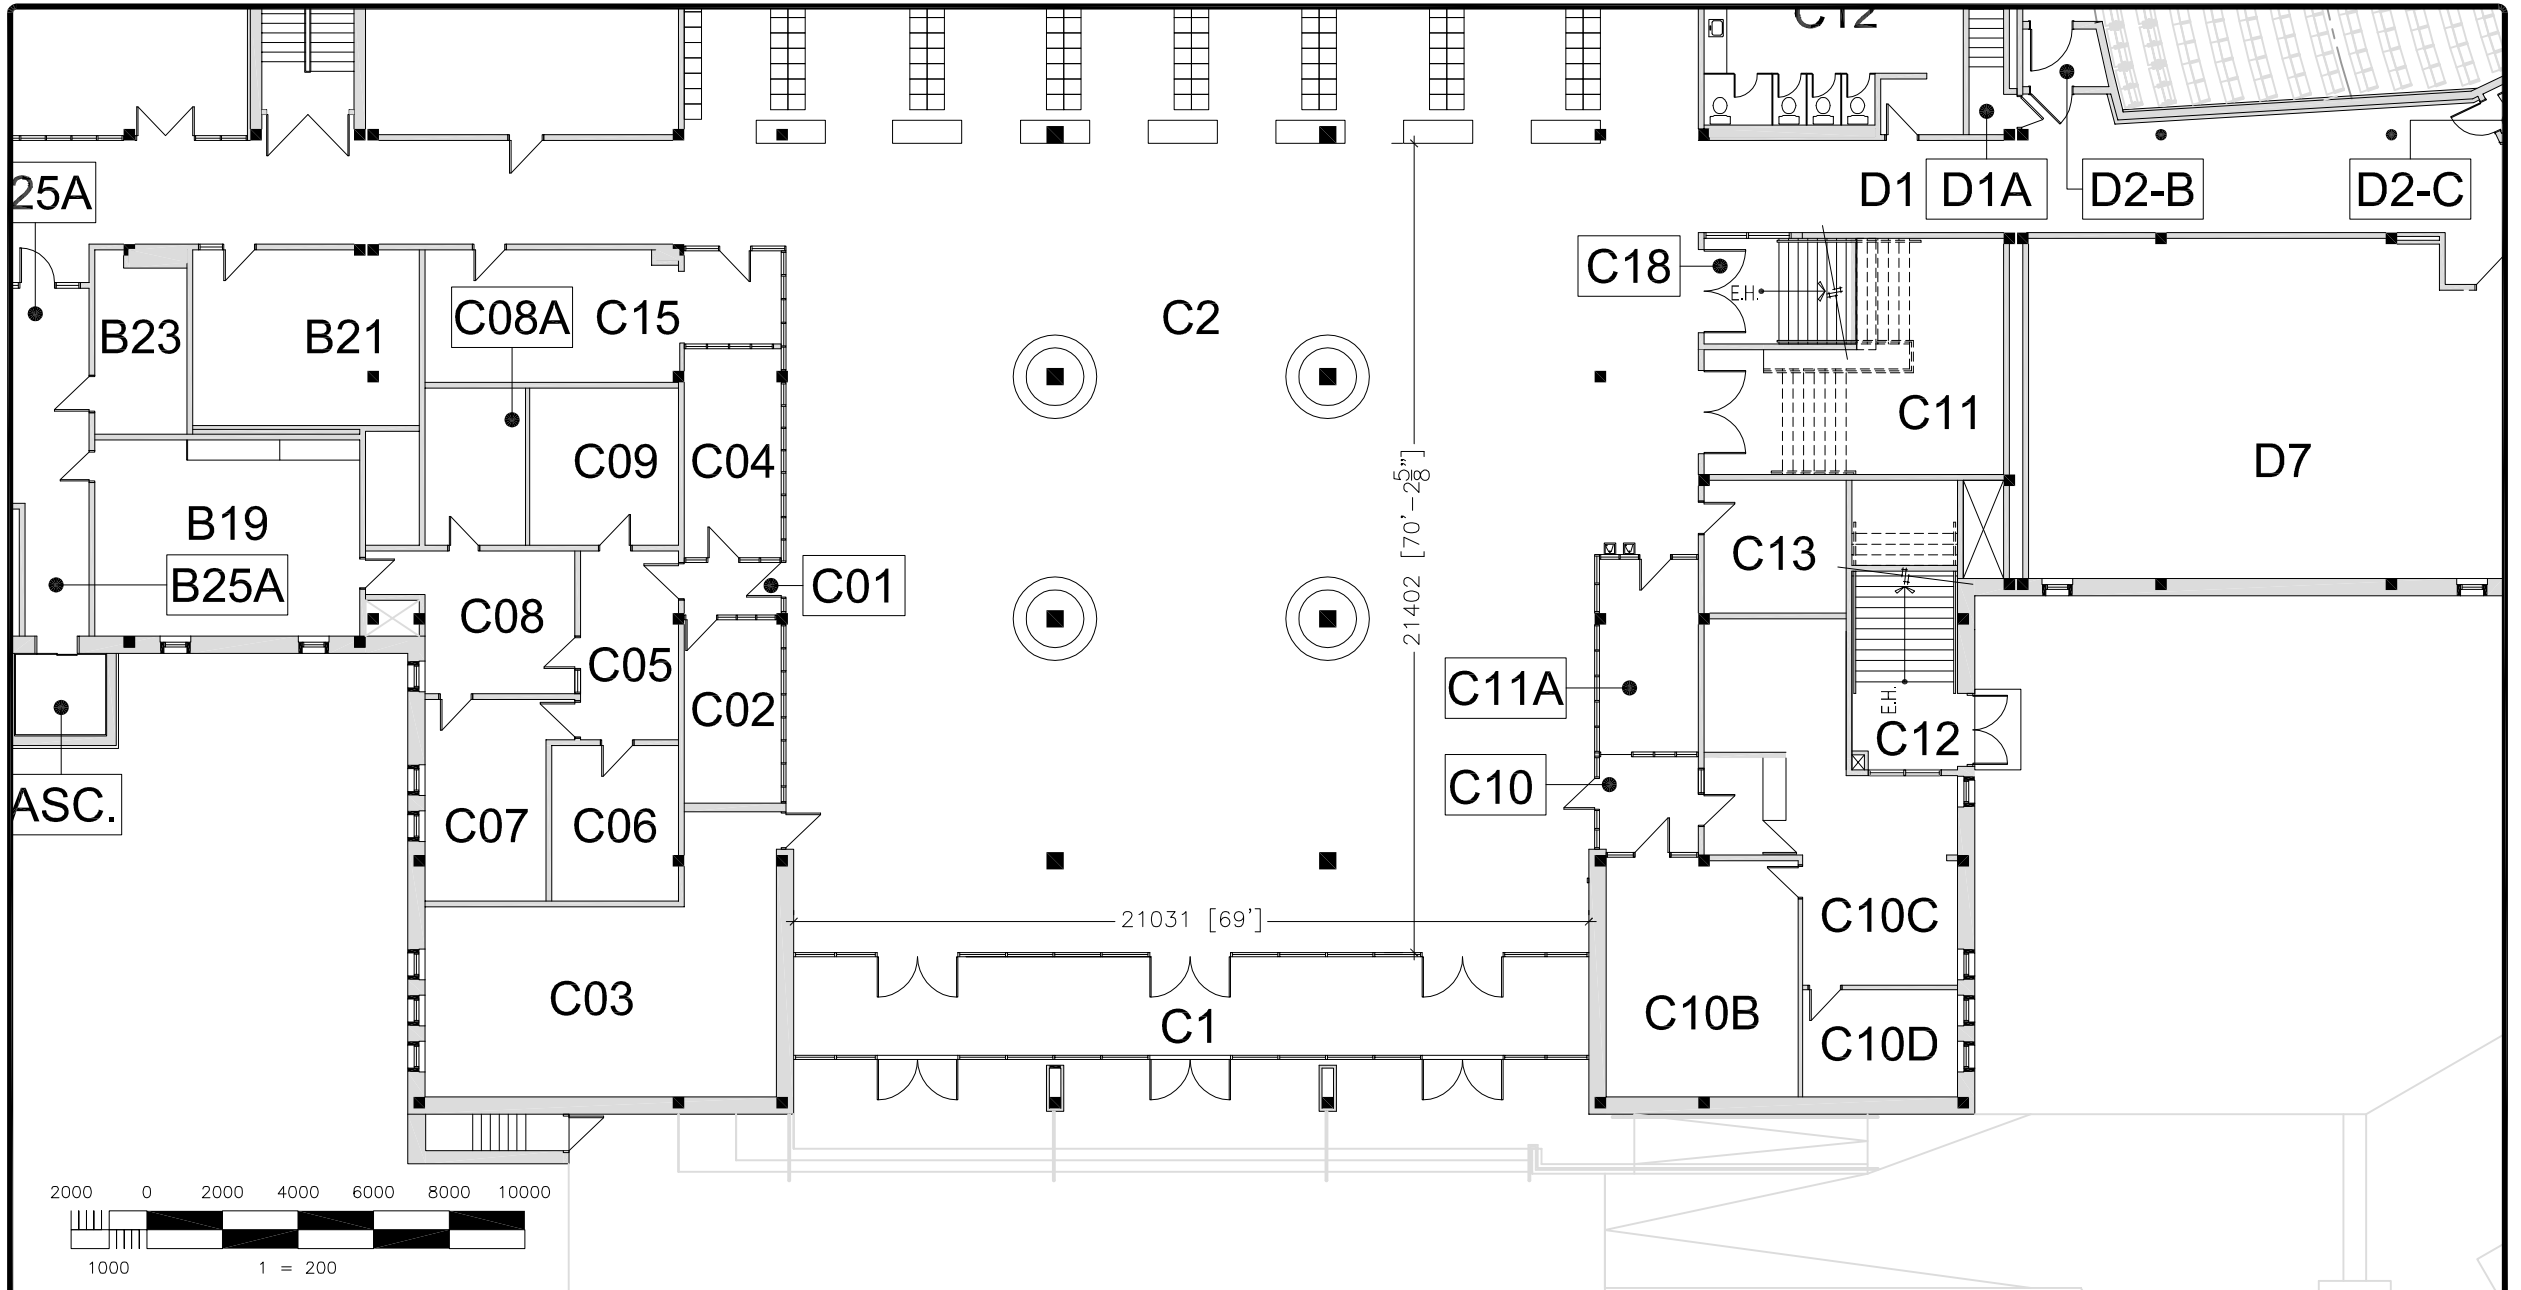 C12
25A
D1
D1A
D2-B
D2-C
C18
E.H.
C08A
C15
C2
B23
B21
C11
C09
C04
D7
B19
C13
B25A
C01
C08
C05
21402 [70'-2 5/8"]
C11A
C02
E.H.
C12
C10
ASC.
C07
C06
21031 [69']
C10C
C03
C10B
C1
C10D
2000 0 2000 4000 6000 8000 10000
1000 1 = 200